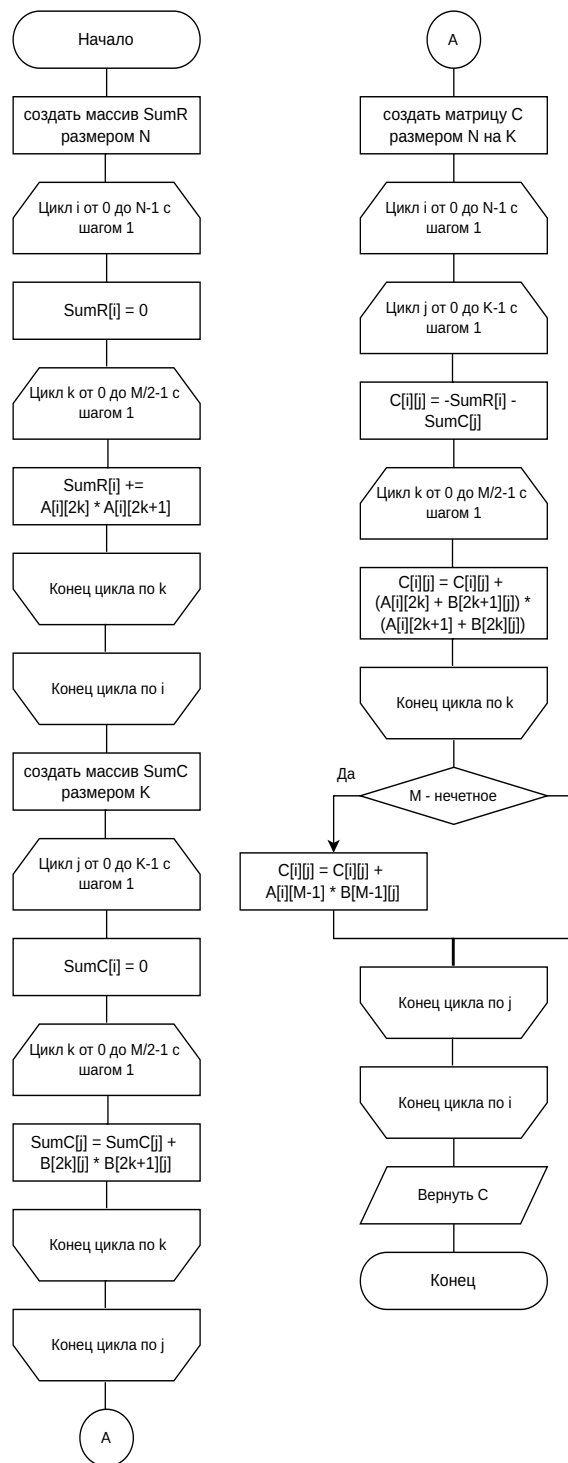 Начало
создать массив SumR
размером N
Цикл i от 0 до N-1 с
шагом 1
SumR[i] = 0
Цикл k от 0 до M/2-1 с
шагом 1
SumR[i] +=
A[i][2k] * A[i][2k+1]
Конец цикла по k
Конец цикла по i
создать массив SumC
размером K
Цикл j от 0 до K-1 с
шагом 1
SumC[i] = 0
Цикл k от 0 до M/2-1 с
шагом 1
SumC[j] = SumC[j] +
B[2k][j] * B[2k+1][j]
Конец цикла по k
Конец цикла по j
A
A
создать матрицу C
размером N на K
Цикл i от 0 до N-1 с
шагом 1
Цикл j от 0 до K-1 с
шагом 1
C[i][j] = -SumR[i] -
SumC[j]
Цикл k от 0 до M/2-1 с
шагом 1
C[i][j] = C[i][j] +
(A[i][2k] + B[2k+1][j]) *
(A[i][2k+1] + B[2k][j])
Конец цикла по k
Да
M - нечетное
C[i][j] = C[i][j] +
A[i][M-1] * B[M-1][j]
Конец цикла по j
Конец цикла по i
Вернуть C
Конец